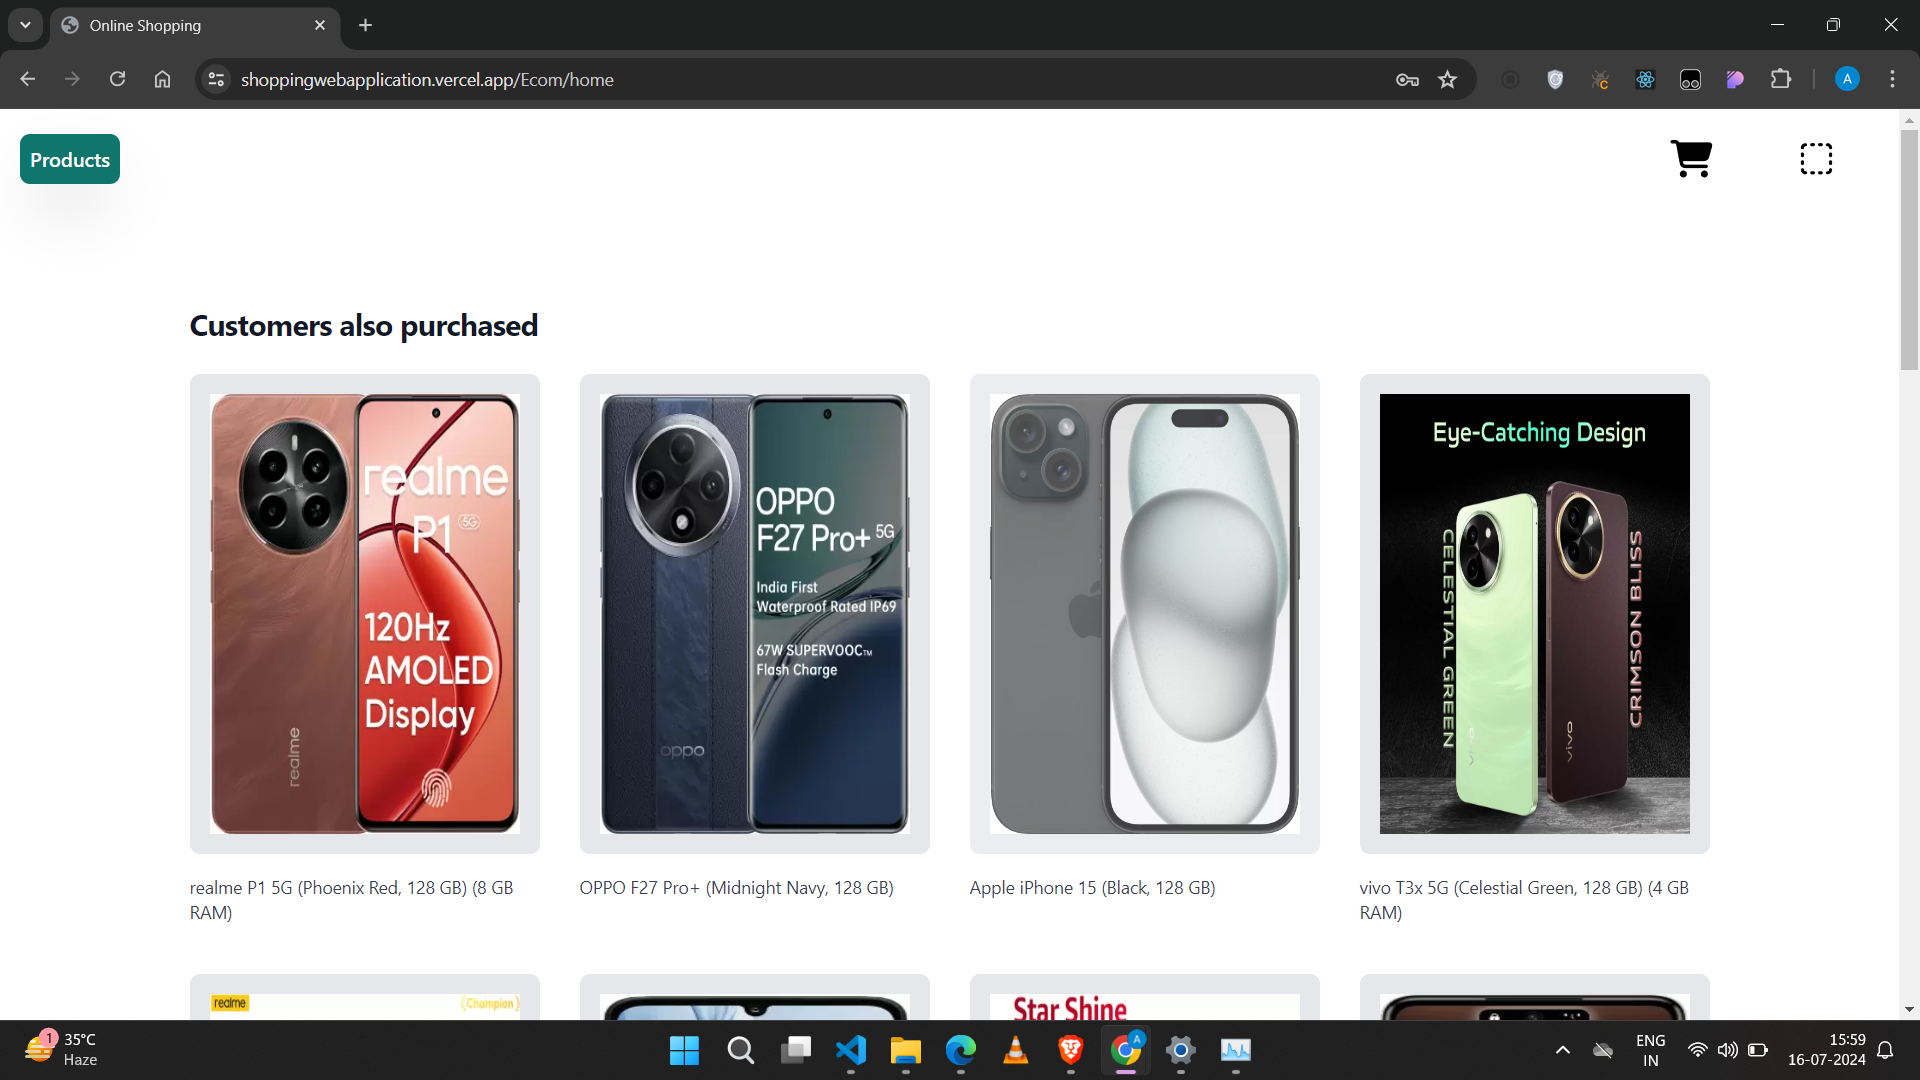 Online Shopping
shoppingwebapplication.vercel.app/Ecom/home
A
Products
Customers also purchased
realme
P1 5G
120Hz
AMOLED
Display
realme
OPPO
F27 Pro+ 5G
India First
Waterproof Rated IP69
67W SUPERVOOC™
Flash Charge
oppo
Eye-Catching Design
CELESTIAL GREEN
CRIMSON BLISS
vivo
vivo
realme P1 5G (Phoenix Red, 128 GB) (8 GB
RAM)
OPPO F27 Pro+ (Midnight Navy, 128 GB)
Apple iPhone 15 (Black, 128 GB)
vivo T3x 5G (Celestial Green, 128 GB) (4 GB
RAM)
realme
(Champion)
Star Shine
1
35°C
Haze
A
ENG
IN
15:59
16-07-2024